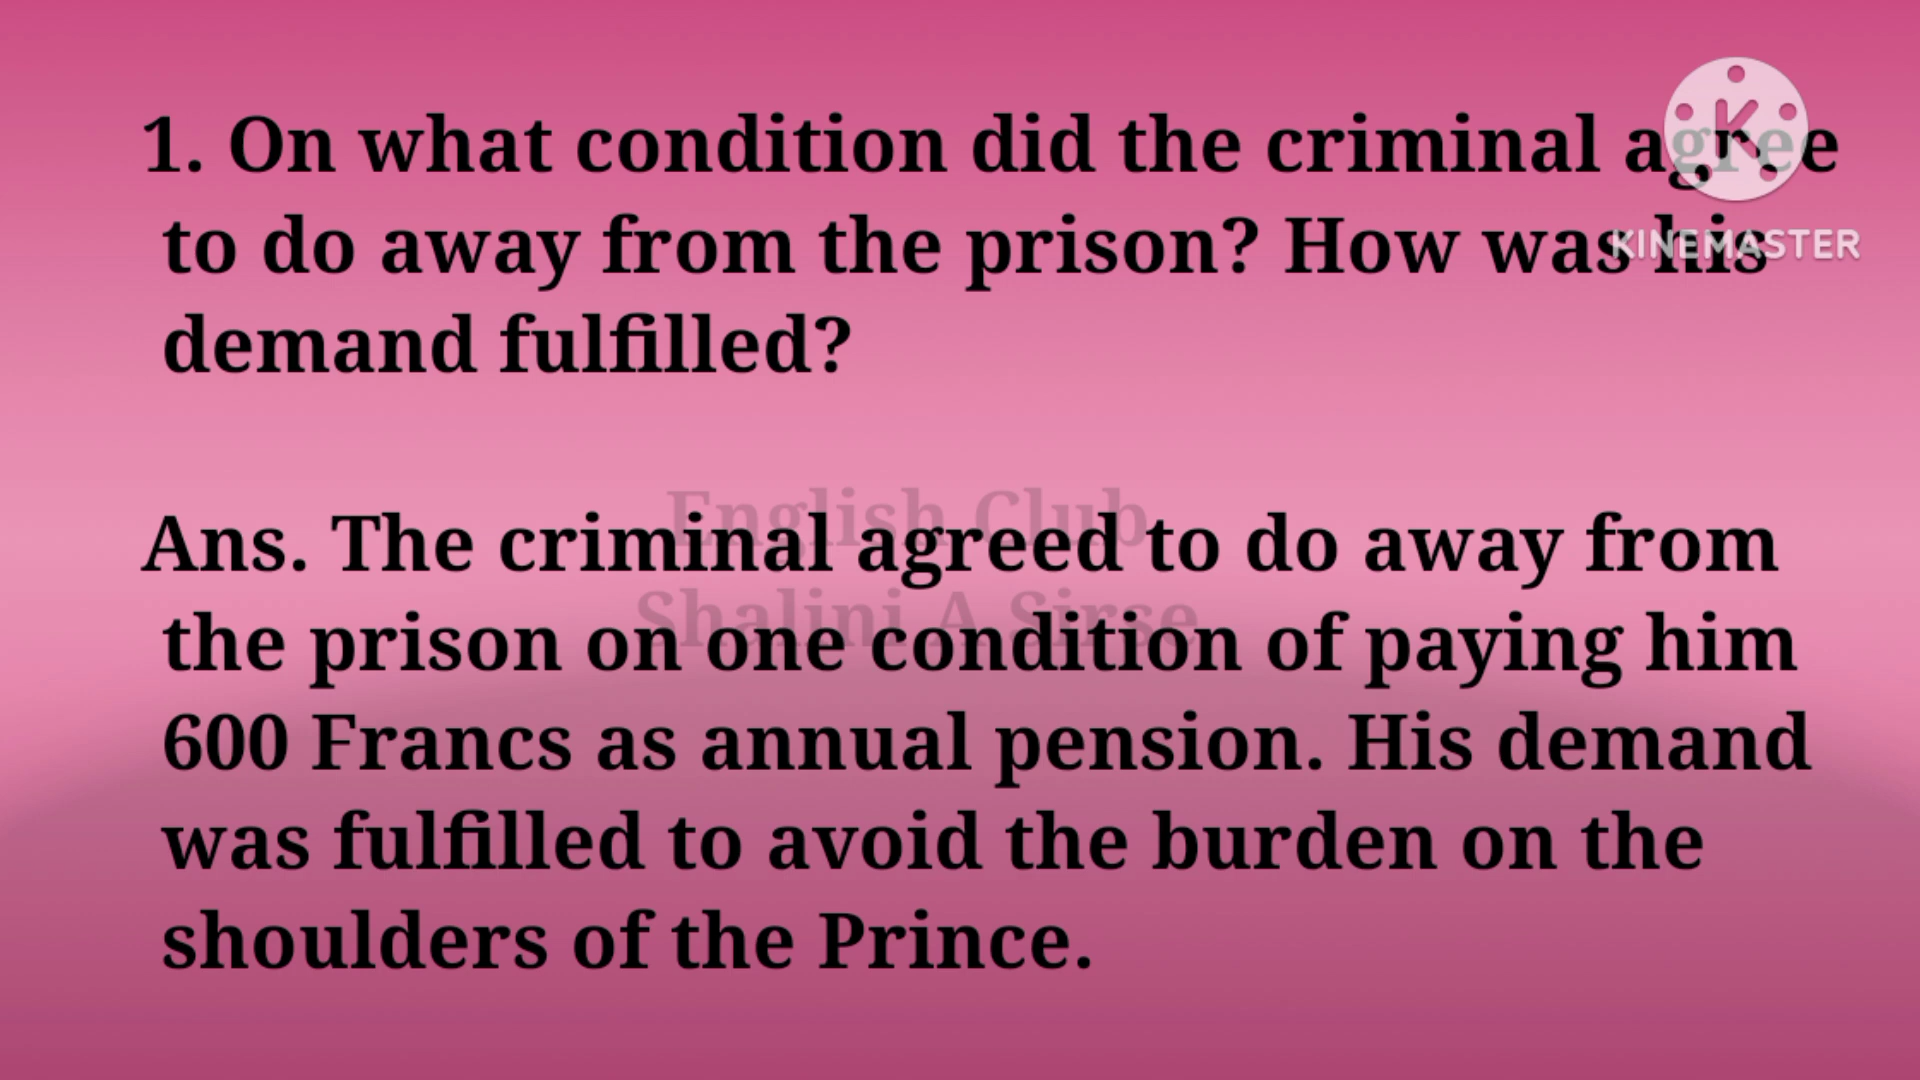 1. On what condition did the criminal agree
to do away from the prison? How was his
demand fulfilled?
KINEMASTER
English Club
Shalini A Sirse
Ans. The criminal agreed to do away from
the prison on one condition of paying him
600 Francs as annual pension. His demand
was fulfilled to avoid the burden on the
shoulders of the Prince.